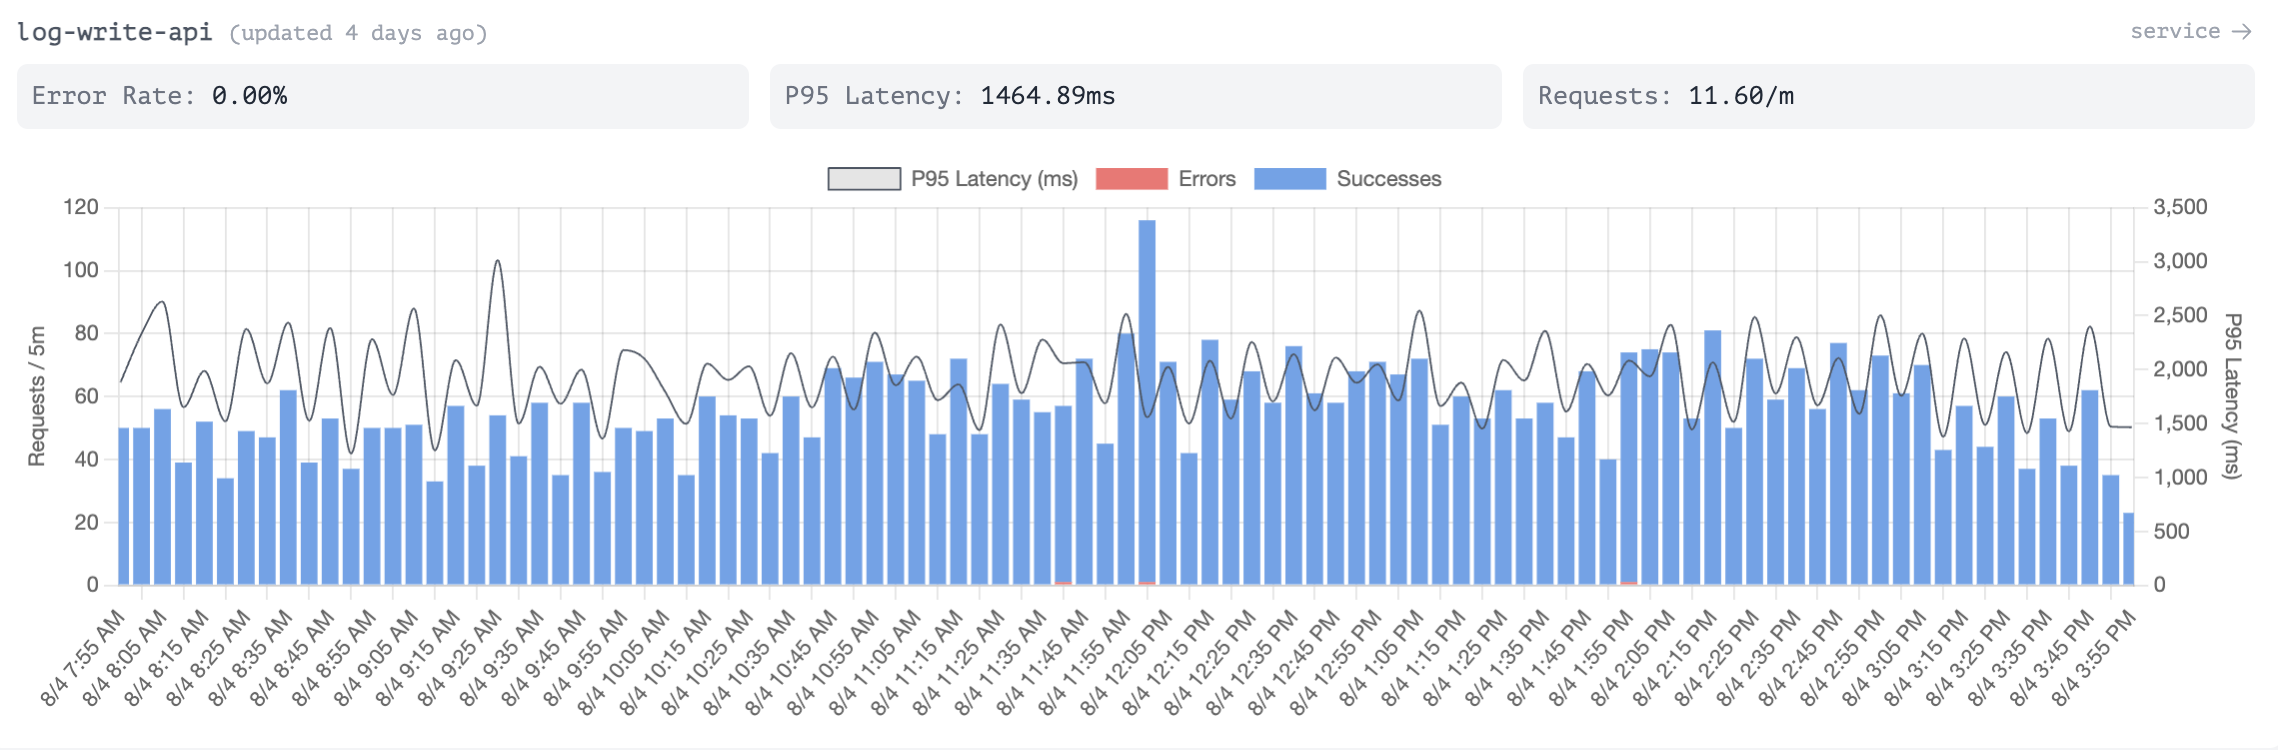 log-write-api (updated 4 days ago)
service →
Error Rate: 0.00%
P95 Latency: 1464.89ms
Requests: 11.60/m
P95 Latency (ms) Errors Successes
Requests / 5m
120
100
80
60
40
20
0
3,500
3,000
2,500
2,000
1,500
1,000
500
0
P95 Latency (ms)
8/4 7:55 AM
8/4 8:05 AM
8/4 8:15 AM
8/4 8:25 AM
8/4 8:35 AM
8/4 8:45 AM
8/4 8:55 AM
8/4 9:05 AM
8/4 9:15 AM
8/4 9:25 AM
8/4 9:35 AM
8/4 9:45 AM
8/4 9:55 AM
8/4 10:05 AM
8/4 10:15 AM
8/4 10:25 AM
8/4 10:35 AM
8/4 10:45 AM
8/4 10:55 AM
8/4 11:05 AM
8/4 11:15 AM
8/4 11:25 AM
8/4 11:35 AM
8/4 11:45 AM
8/4 11:55 AM
8/4 12:05 PM
8/4 12:15 PM
8/4 12:25 PM
8/4 12:35 PM
8/4 12:45 PM
8/4 12:55 PM
8/4 1:05 PM
8/4 1:15 PM
8/4 1:25 PM
8/4 1:35 PM
8/4 1:45 PM
8/4 1:55 PM
8/4 2:05 PM
8/4 2:15 PM
8/4 2:25 PM
8/4 2:35 PM
8/4 2:45 PM
8/4 2:55 PM
8/4 3:05 PM
8/4 3:15 PM
8/4 3:25 PM
8/4 3:35 PM
8/4 3:45 PM
8/4 3:55 PM